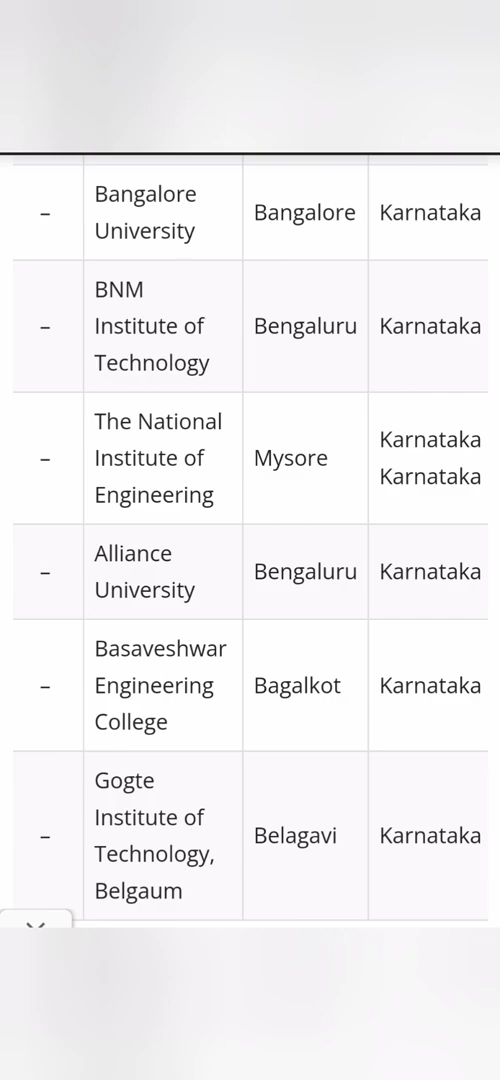 – Bangalore University Bangalore Karnataka
– BNM Institute of Technology Bengaluru Karnataka
– The National Institute of Engineering Mysore Karnataka Karnataka
– Alliance University Bengaluru Karnataka
– Basaveshwar Engineering College Bagalkot Karnataka
– Gogte Institute of Technology, Belgaum Belagavi Karnataka